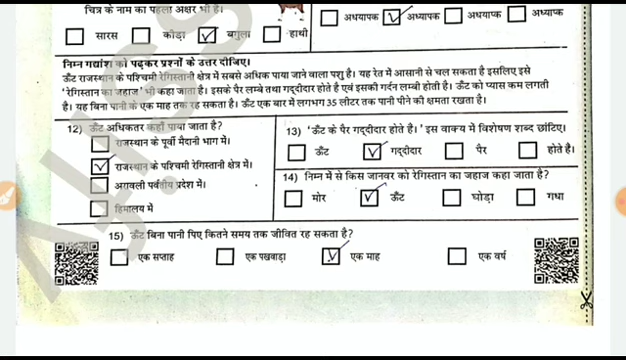 चित्र के नाम का पहला अक्षर भी है।
सारस कौड़ा बगुला हाथी
अधयापक अध्यापक अधयाप्क अध्याप्क
निम्न गद्यांश को पढ़कर प्रश्नों के उत्तर दीजिए।
ऊँट राजस्थान के पश्चिमी रेगिस्तानी क्षेत्र में सबसे अधिक पाया जाने वाला पशु है। यह रेत में आसानी से चल सकता है इसलिए इसे
'रेगिस्तान का जहाज' भी कहा जाता है। इसके पैर लम्बे तथा गद्दीदार होते है एवं इसकी गर्दन लम्बी होती है। ऊँट को प्यास कम लगती
है। यह बिना पानी के एक माह तक रह सकता है। ऊँट एक बार में लगभग 35 लीटर तक पानी पीने की क्षमता रखता है।
12) ऊँट अधिकतर कहाँ पाया जाता है?
राजस्थान के पूर्वी मैदानी भाग में।
राजस्थान के पश्चिमी रेगिस्तानी क्षेत्र में।
अरावली पर्वतीय प्रदेश में।
हिमालय में
13) 'ऊँट के पैर गद्दीदार होते है।' इस वाक्य में विशेषण शब्द छांटिए।
ऊँट गद्दीदार पैर होते है।
14) निम्न में से किस जानवर को रेगिस्तान का जहाज कहा जाता है?
मोर ऊँट घोड़ा गधा
15) ऊँट बिना पानी पिए कितने समय तक जीवित रह सकता है?
एक सप्ताह एक पखवाड़ा एक माह एक वर्ष